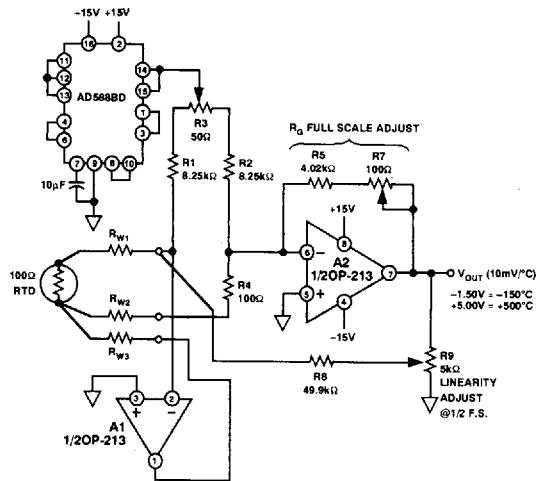 −15V +15V
16 2
11
12
13
4
6
AD588BD
14
15
1
3
7 9 8 10
10μF
R3
50Ω
R1
8.25kΩ
R2
8.25kΩ
RG FULL SCALE ADJUST
R5
4.02kΩ
R7
100Ω
+15V
8
6 −
A2
1/2OP-213
7
5 +
4
−15V
VOUT (10mV/°C)
−1.50V = −150°C
+5.00V = +500°C
RW1
100Ω
RTD
RW2
RW3
R4
100Ω
R8
49.9kΩ
R9
5kΩ
LINEARITY
ADJUST
@1/2 F.S.
3 2
+ −
A1
1/2OP-213
1